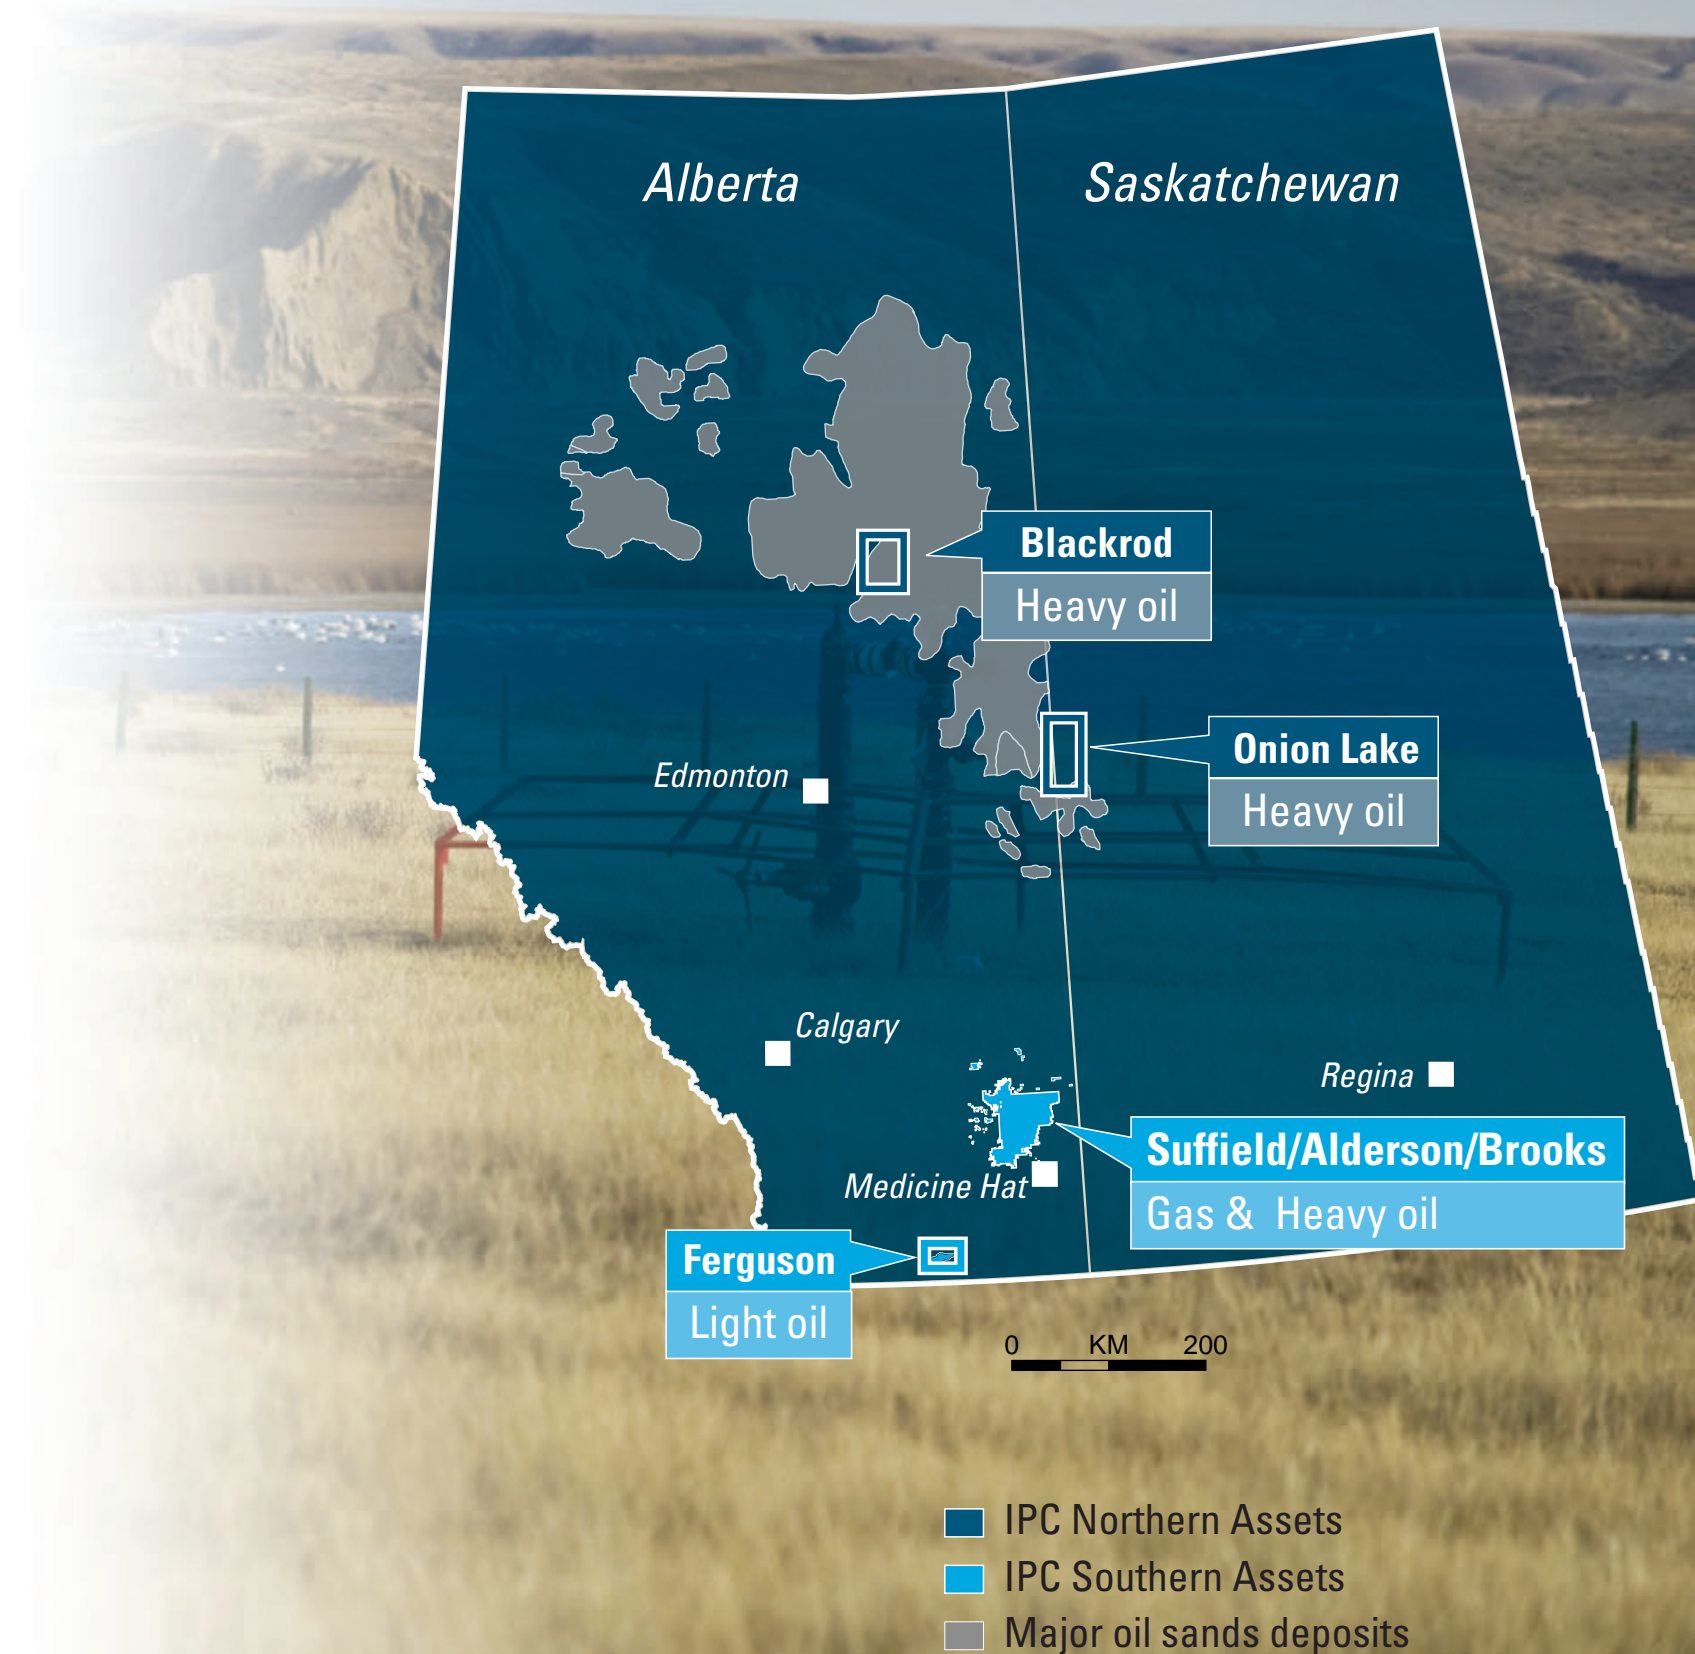 Alberta
Saskatchewan
Blackrod
Heavy oil
Onion Lake
Heavy oil
Edmonton
Calgary
Regina
Suffield/Alderson/Brooks
Gas & Heavy oil
Medicine Hat
Ferguson
Light oil
0 KM 200
IPC Northern Assets
IPC Southern Assets
Major oil sands deposits